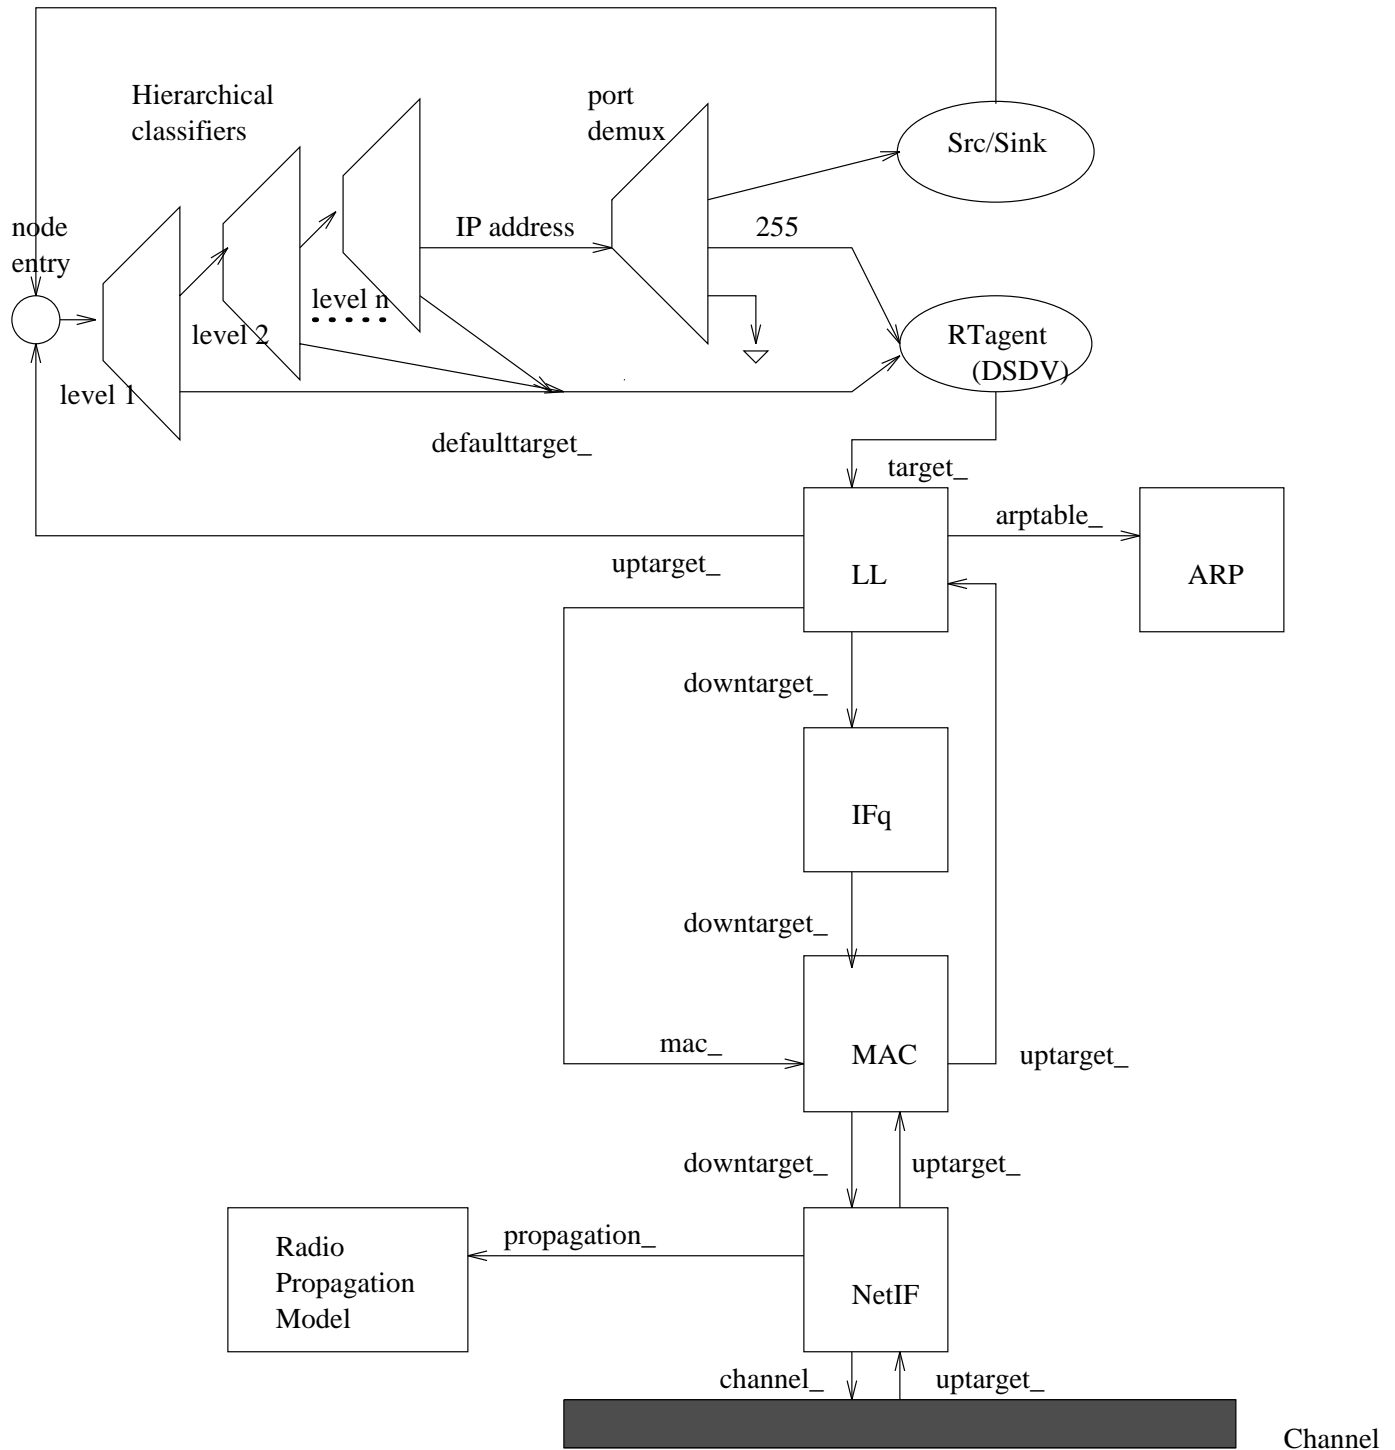 Hierarchical
classifiers
port
demux
Src/Sink
node
entry
IP address
255
level n
level 2
level 1
RTagent
(DSDV)
defaulttarget_
target_
arptable_
uptarget_
LL
ARP
downtarget_
IFq
downtarget_
mac_
MAC
uptarget_
downtarget_
uptarget_
Radio
Propagation
Model
propagation_
NetIF
channel_
uptarget_
Channel